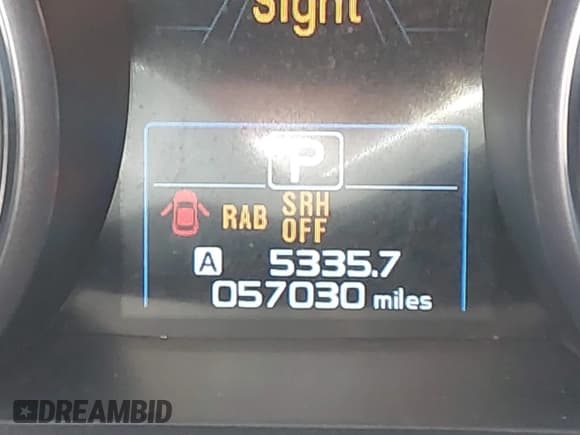 Sight
P
RAB SRH OFF
A 5335.7
057030 miles
DREAMBID